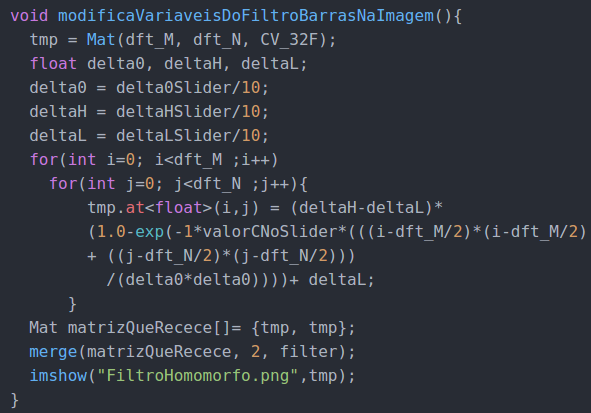 void modificaVariaveisDoFiltroBarrasNaImagem(){
tmp = Mat(dft_M, dft_N, CV_32F);
float delta0, deltaH, deltaL;
delta0 = delta0Slider/10;
deltaH = deltaHSlider/10;
deltaL = deltaLSlider/10;
for(int i=0; i<dft_M ;i++)
for(int j=0; j<dft_N ;j++){
tmp.at<float>(i,j) = (deltaH-deltaL)*
(1.0-exp(-1*valorCNoSlider*(((i-dft_M/2)*(i-dft_M/2)
+ ((j-dft_N/2)*(j-dft_N/2)))
/(delta0*delta0))))+ deltaL;
}
Mat matrizQueRecece[]= {tmp, tmp};
merge(matrizQueRecece, 2, filter);
imshow("FiltroHomomorfo.png",tmp);
}